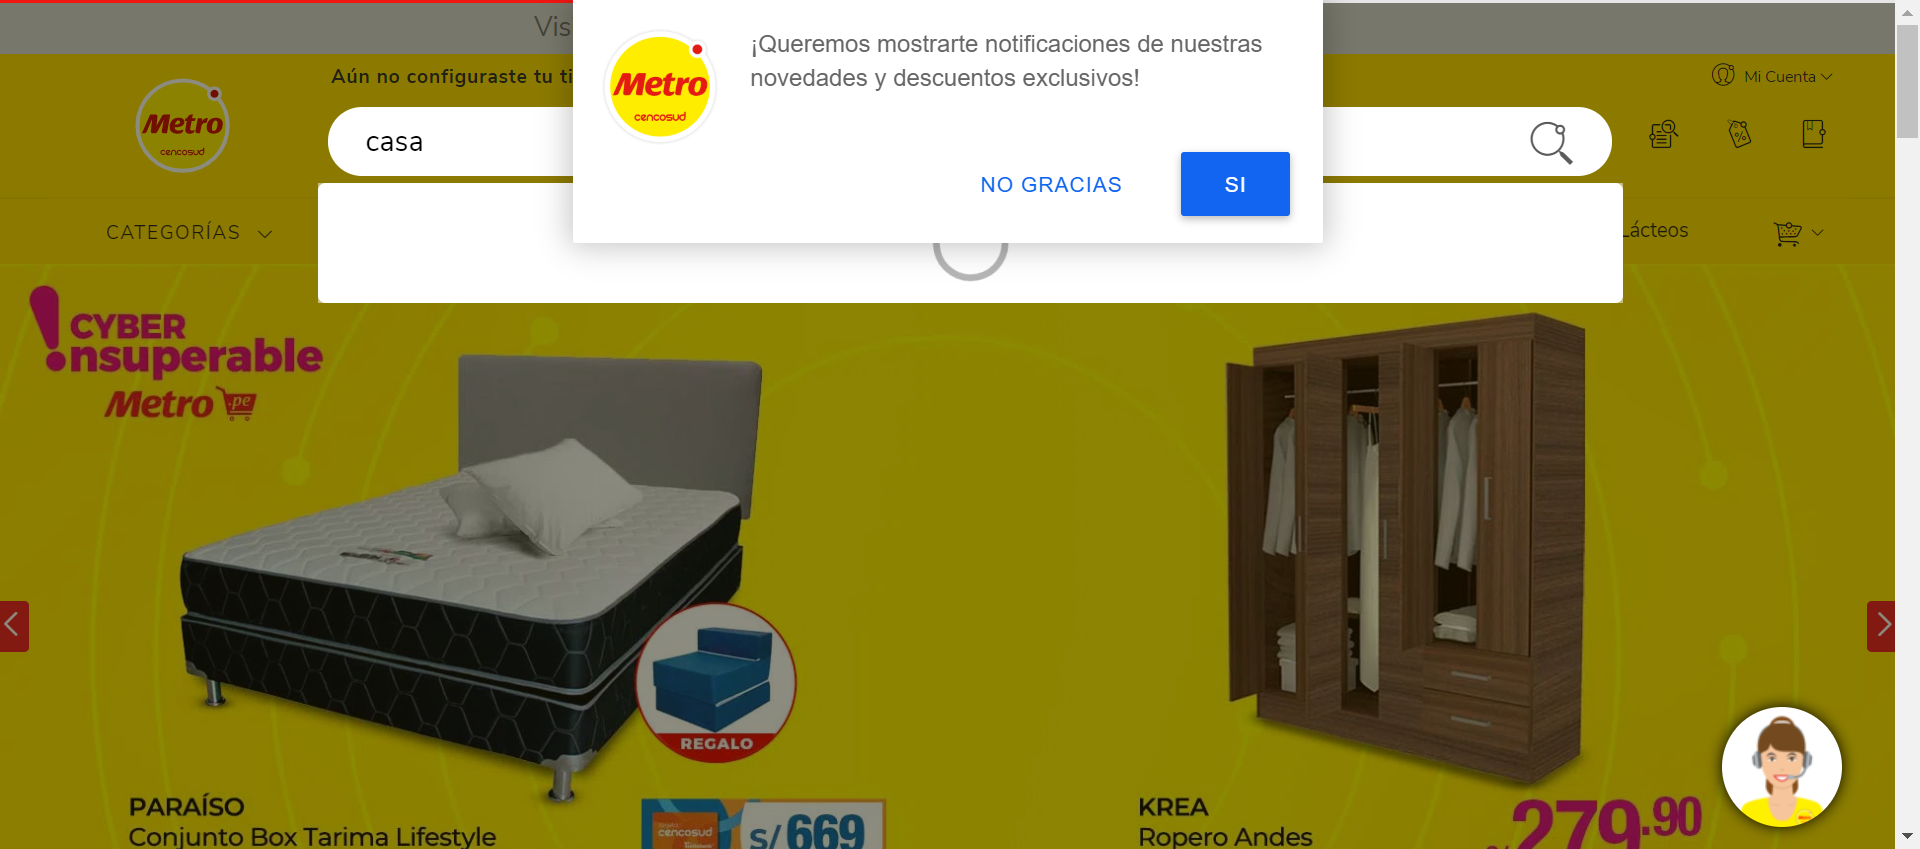 Vis
¡Queremos mostrarte notificaciones de nuestras
novedades y descuentos exclusivos!
Metro
cencosud
NO GRACIAS
SI
Aún no configuraste tu ti
Mi Cuenta
Metro
cencosud
casa
CATEGORÍAS
Lácteos
CYBER
nsuperable
Metro .pe
REGALO
PARAÍSO
Conjunto Box Tarima Lifestyle
cencosud
S/ 669
KREA
Ropero Andes
S/ 279.90